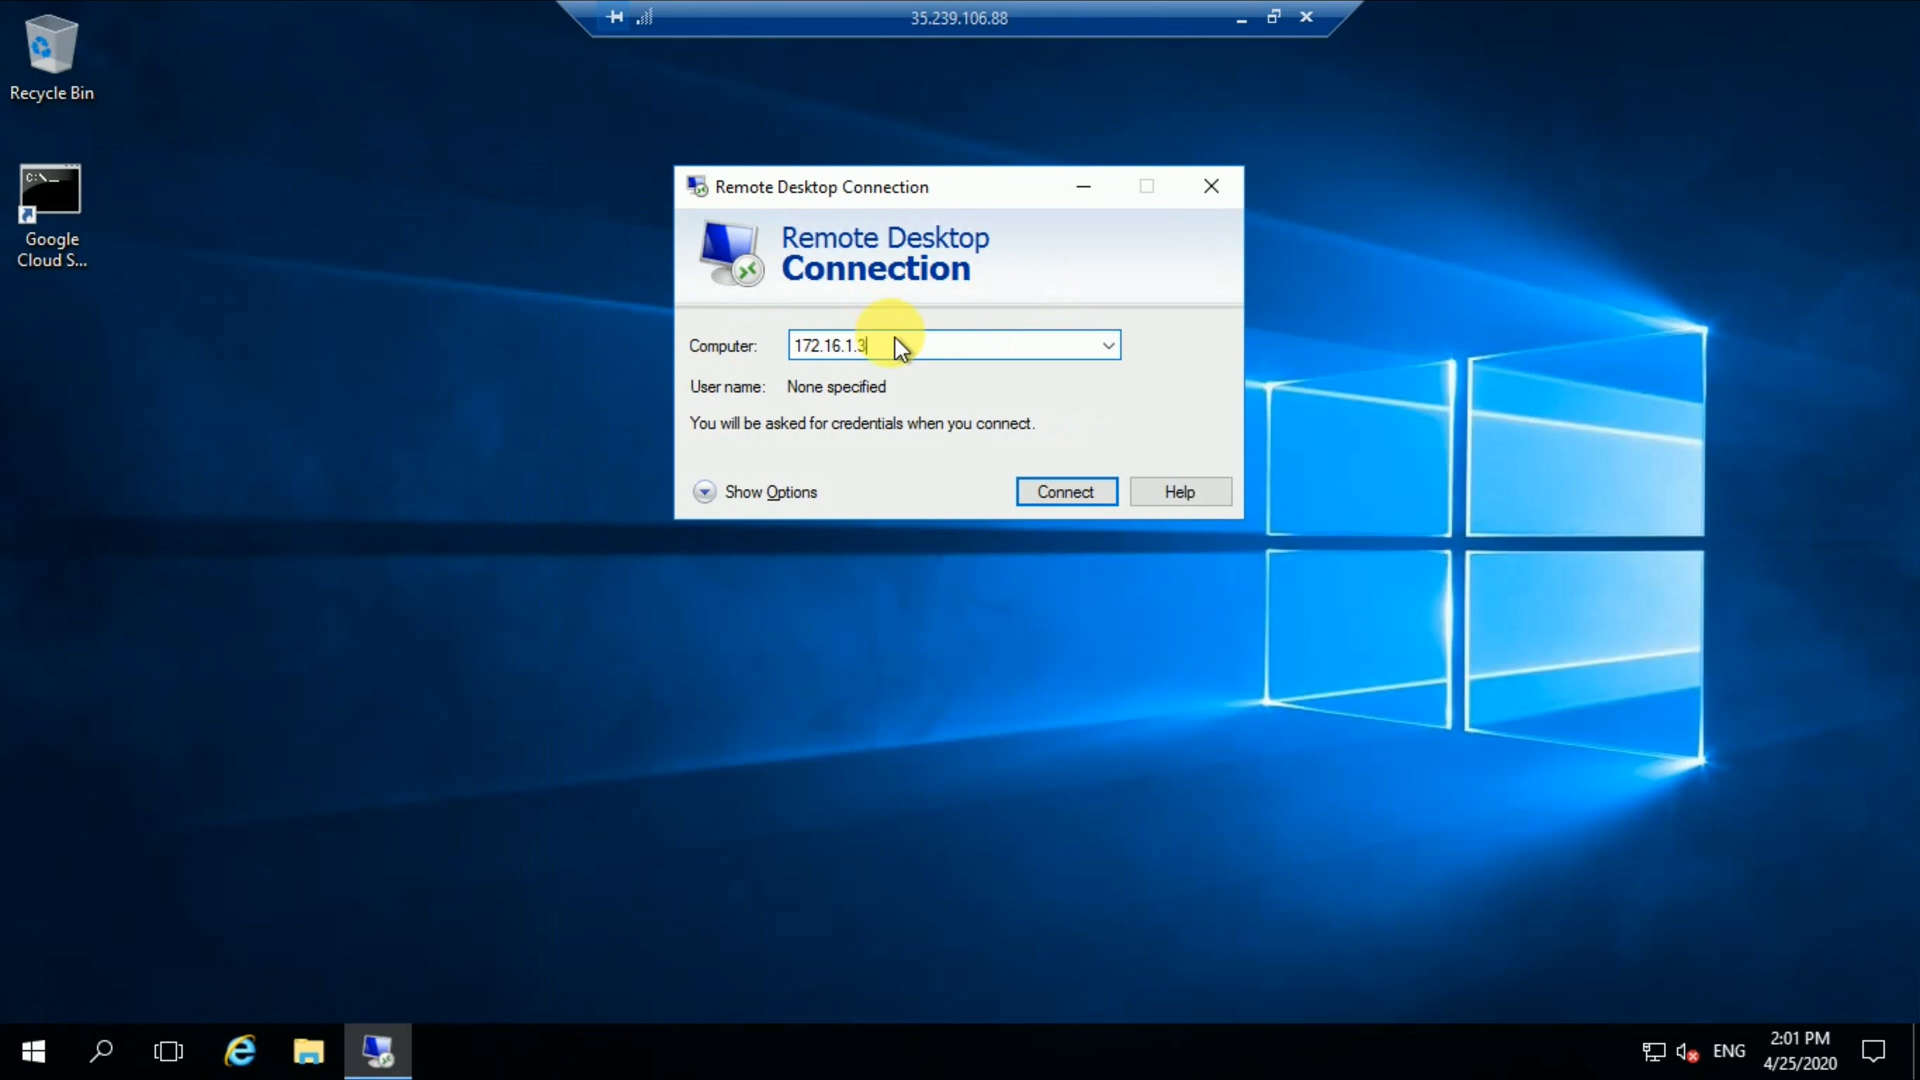 35.239.106.88
Recycle Bin
C:\_
Google
Cloud S...
Remote Desktop Connection
Remote Desktop
Connection
Computer: 172.16.1.3
User name: None specified
You will be asked for credentials when you connect.
Show Options
Connect
Help
ENG
2:01 PM
4/25/2020